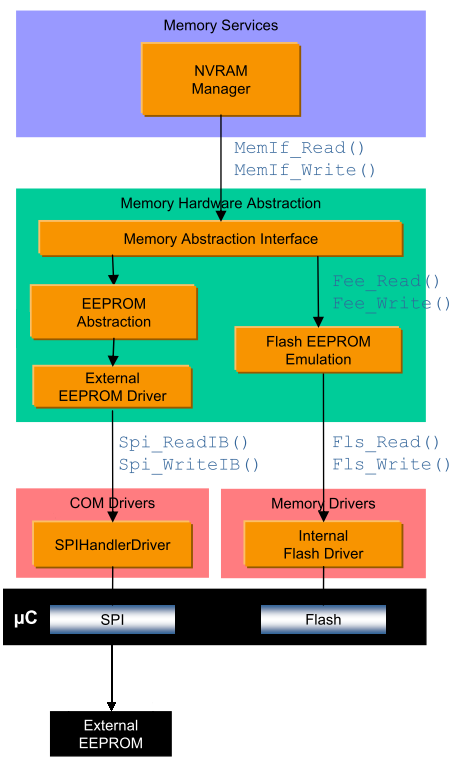 Memory Services
NVRAM
Manager
MemIf_Read()
MemIf_Write()
Memory Hardware Abstraction
Memory Abstraction Interface
Fee_Read()
Fee_Write()
EEPROM
Abstraction
Flash EEPROM
Emulation
External
EEPROM Driver
Spi_ReadIB()
Spi_WriteIB()
Fls_Read()
Fls_Write()
COM Drivers
Memory Drivers
SPIHandlerDriver
Internal
Flash Driver
µC
SPI
Flash
External
EEPROM